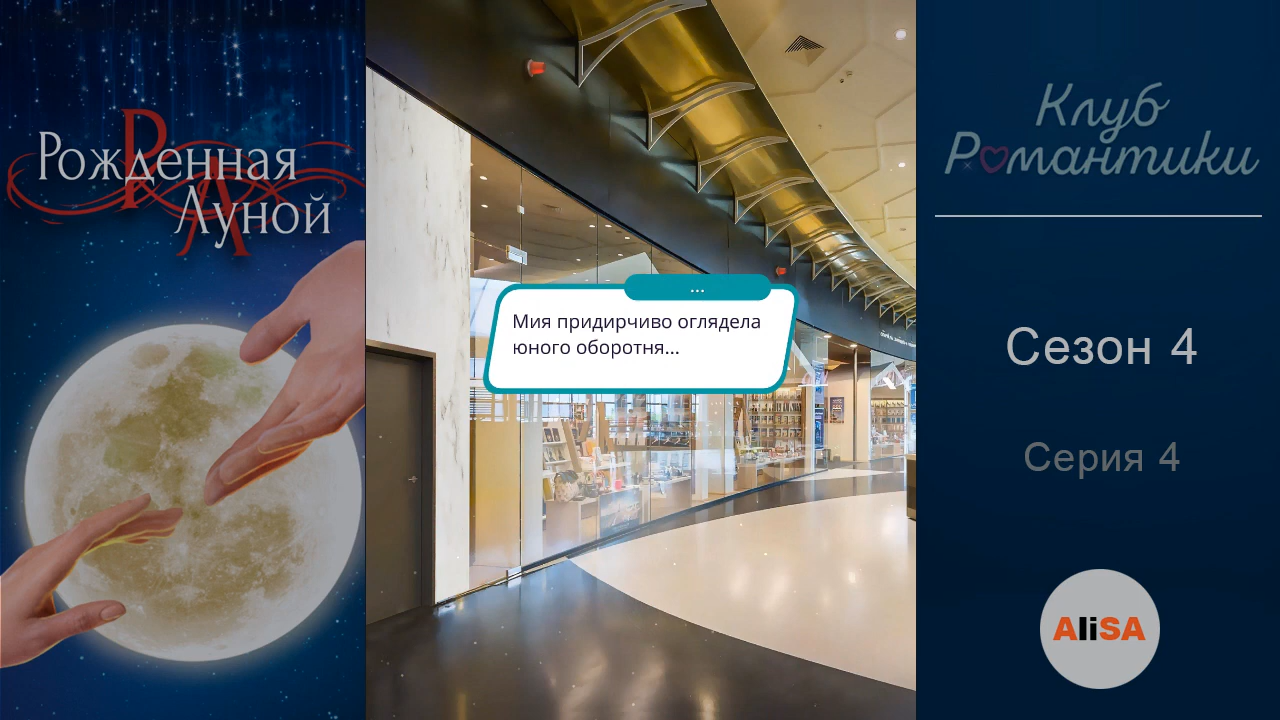 Рожденная
Луной
...
Мия придирчиво оглядела
юного оборотня...
Клуб
Романтики
Сезон 4
Серия 4
AliSA